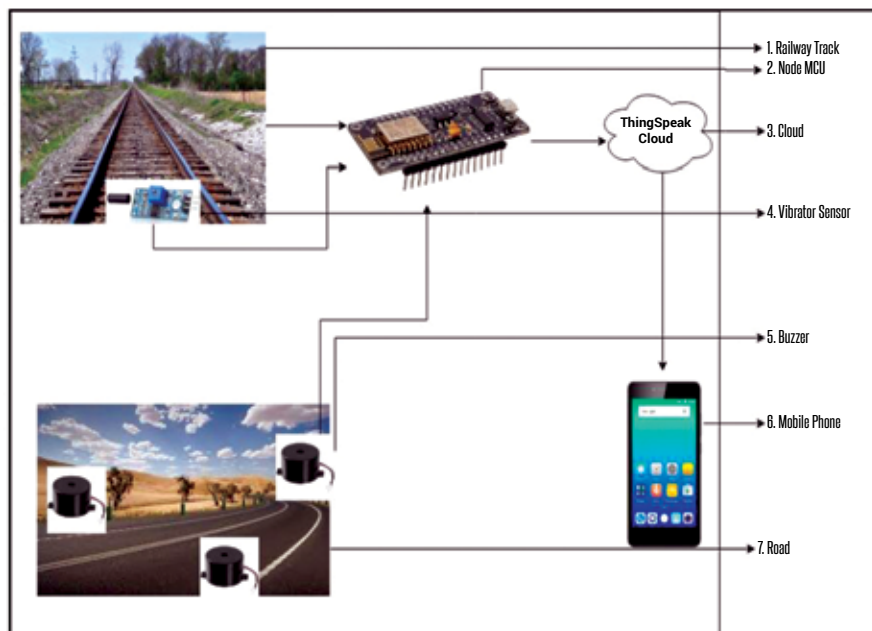 1. Railway Track
2. Node MCU
ThingSpeak
Cloud
3. Cloud
4. Vibrator Sensor
5. Buzzer
6. Mobile Phone
7. Road